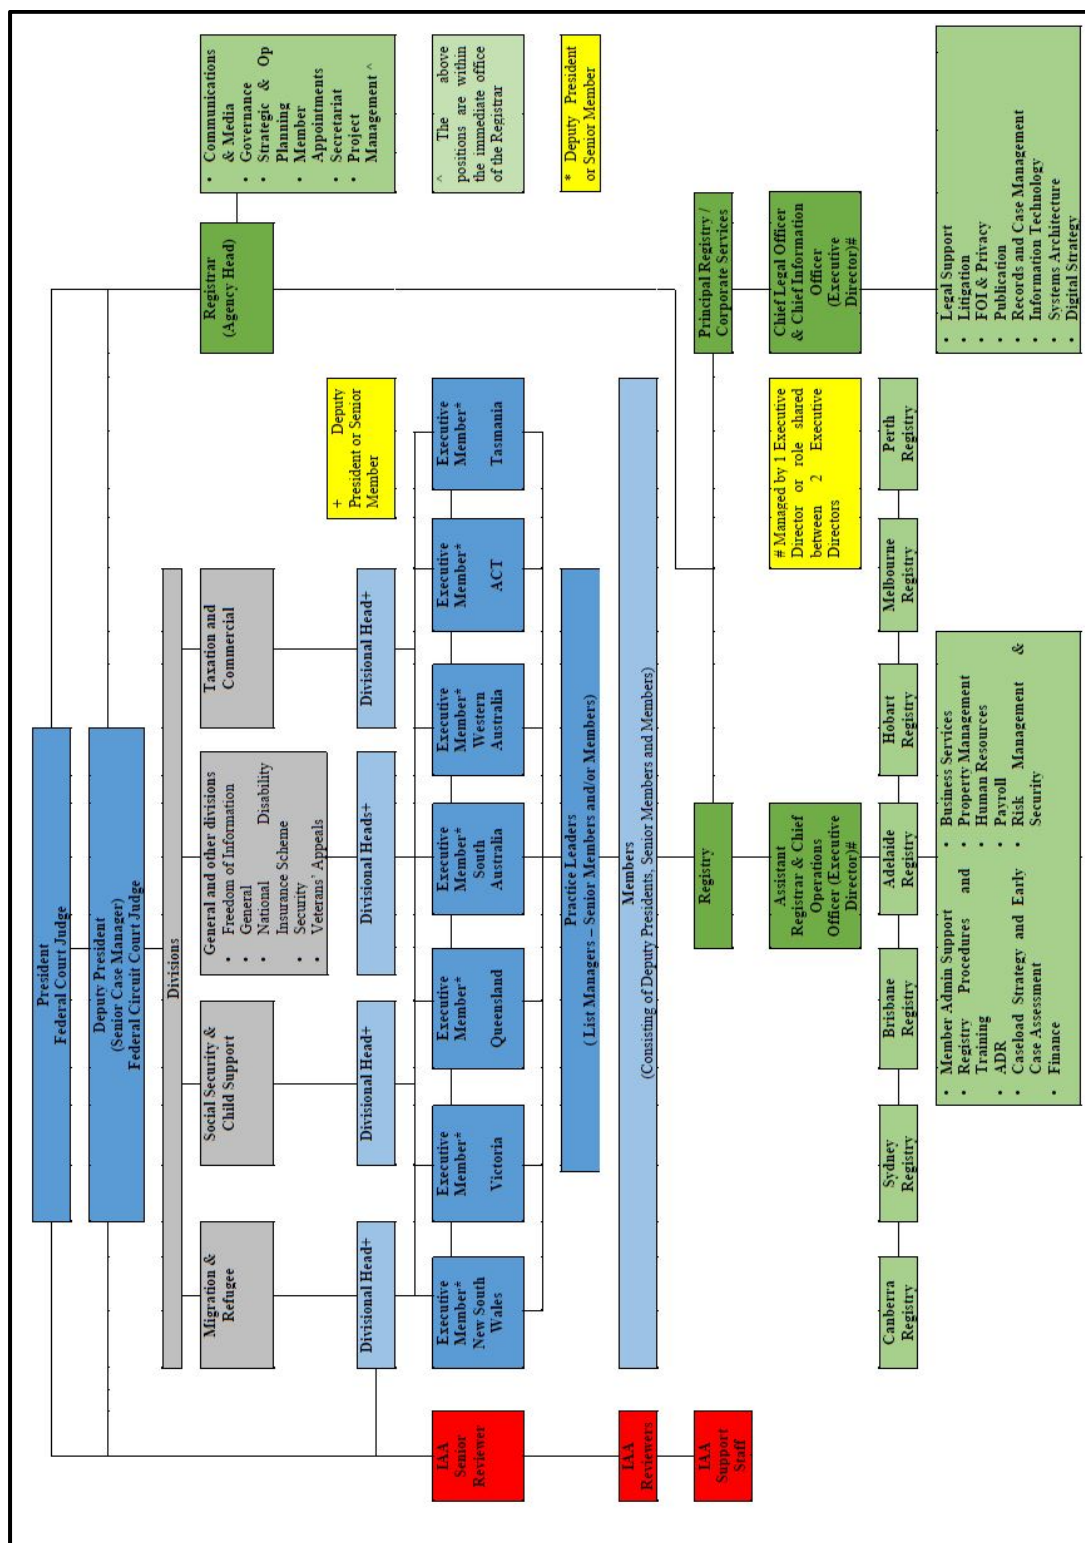 President
Federal Court Judge
Deputy President
(Senior Case Manager)
Federal Circuit Court Judge
Divisions
Migration &
Refugee
Social Security &
Child Support
General and other divisions
• Freedom of Information
• General
• National Disability
Insurance Scheme
• Security
• Veterans' Appeals
Taxation and
Commercial
Registrar
(Agency Head)
• Communications
& Media
• Governance
• Strategic & Op
Planning
• Member
Appointments
• Secretariat
• Project
Management ^
Divisional Head+
Divisional Head+
Divisional Heads+
Divisional Head+
+ Deputy
President or Senior
Member
^ The above
positions are within
the immediate office
of the Registrar
IAA
Senior
Reviewer
Executive
Member*
New South
Wales
Executive
Member*
Victoria
Executive
Member*
Queensland
Executive
Member*
South
Australia
Executive
Member*
Western
Australia
Executive
Member*
ACT
Executive
Member*
Tasmania
* Deputy President
or Senior Member
Practice Leaders
( List Managers – Senior Members and/or Members)
IAA
Reviewers
Members
(Consisting of Deputy Presidents, Senior Members and Members)
IAA
Support
Staff
Registry
Principal Registry /
Corporate Services
Assistant
Registrar & Chief
Operations
Officer (Executive
Director)#
# Managed by 1 Executive
Director or role shared
between 2 Executive
Directors
Chief Legal Officer
& Chief Information
Officer
(Executive
Director)#
Canberra
Registry
Sydney
Registry
Brisbane
Registry
Adelaide
Registry
Hobart
Registry
Melbourne
Registry
Perth
Registry
• Member Admin Support
• Registry Procedures and
Training
• ADR
• Caseload Strategy and Early
Case Assessment
• Finance
• Business Services
• Property Management
• Human Resources
• Payroll
• Risk Management &
Security
• Legal Support
• Litigation
• FOI & Privacy
• Publication
• Records and Case Management
• Information Technology
• Systems Architecture
• Digital Strategy